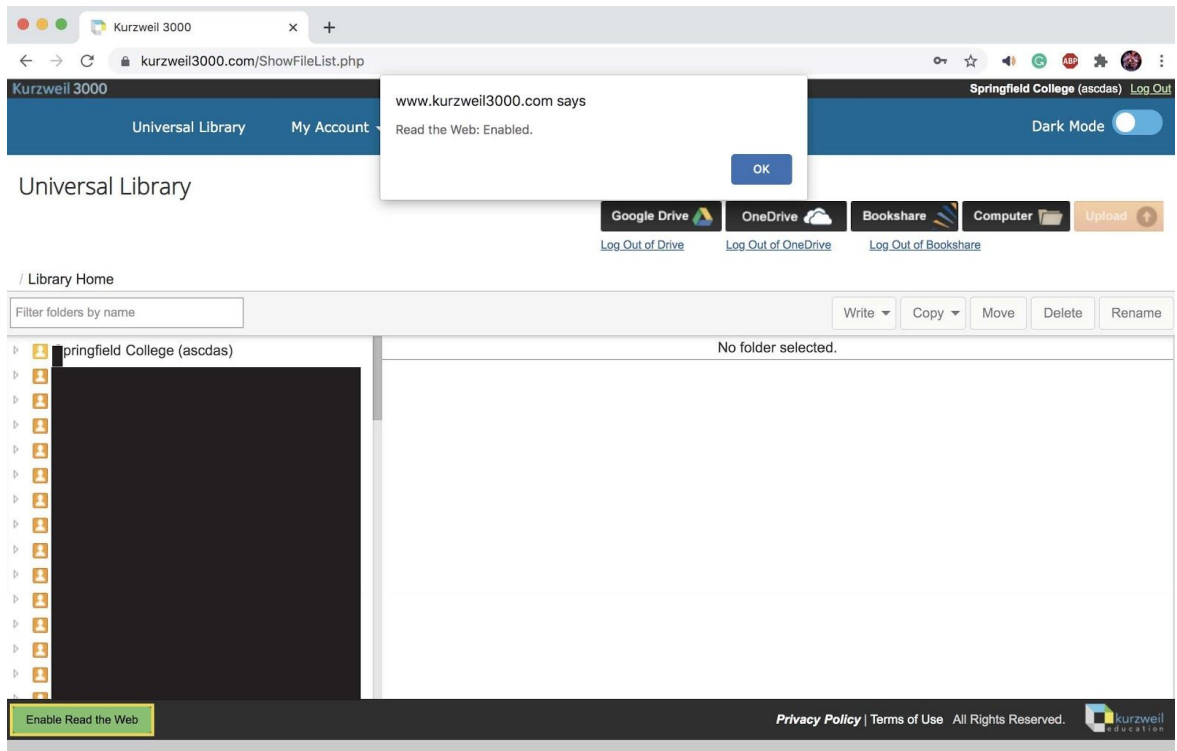 Kurzweil 3000
kurzweil3000.com/ShowFileList.php
ABP
Kurzweil 3000
Springfield College (ascdas) Log Out
www.kurzweil3000.com says
Read the Web: Enabled.
OK
Universal Library My Account
Dark Mode
Universal Library
Google Drive OneDrive Bookshare Computer Upload
Log Out of Drive Log Out of OneDrive Log Out of Bookshare
/ Library Home
Filter folders by name
Write Copy Move Delete Rename
pringfield College (ascdas)
No folder selected.
Enable Read the Web
Privacy Policy | Terms of Use All Rights Reserved.
kurzweil
education